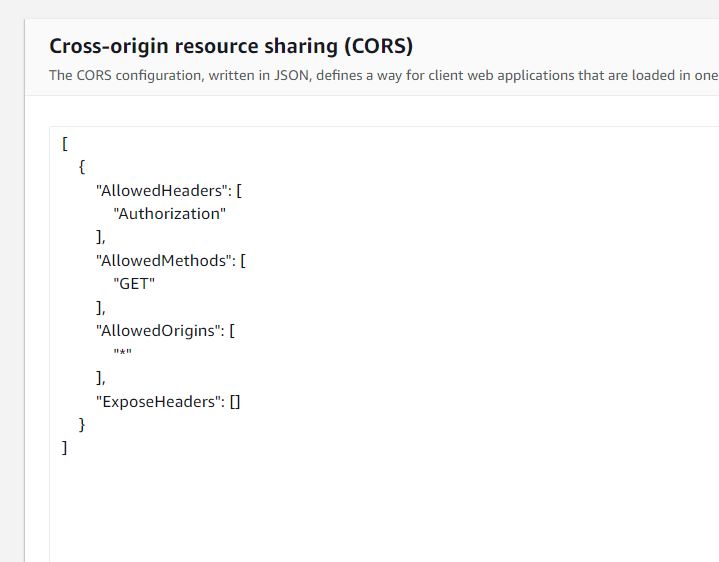 Cross-origin resource sharing (CORS)
The CORS configuration, written in JSON, defines a way for client web applications that are loaded in one
[
{
"AllowedHeaders": [
"Authorization"
],
"AllowedMethods": [
"GET"
],
"AllowedOrigins": [
"*"
],
"ExposeHeaders": []
}
]